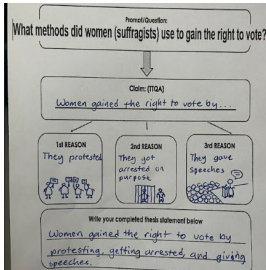 Prompt/Question:
What methods did women (suffragists) use to gain the right to vote?
Claim: (TTQA)
Women gained the right to vote by....
1st REASON
They protested
2nd REASON
They got
arrested on
purpose
3rd REASON
They gave
speeches
Write your completed thesis statement below
Women gained the right to vote by
protesting, getting arrested, and giving
speeches.